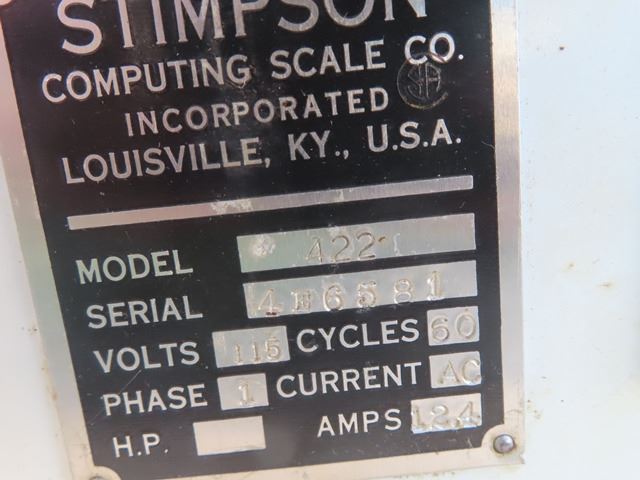 STIMPSON
COMPUTING SCALE CO.
INCORPORATED
LOUISVILLE, KY., U.S.A.
MODEL 422
SERIAL 4E6581
VOLTS 115 CYCLES 60
PHASE 1 CURRENT AC
H.P. AMPS 12.4